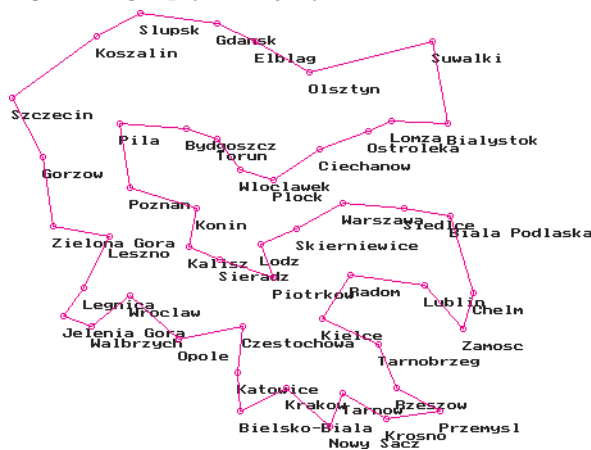 Slupsk
Gdansk
Koszalin
Elblag
Suwalki
Olsztyn
Szczecin
Pila
Bydgoszcz
Lomza
Bialystok
Ostroleka
Torun
Ciechanow
Gorzow
Wloclawek
Plock
Poznan
Konin
Warszawa
Siedlce
Biala Podlaska
Zielona Gora
Skierniewice
Leszno
Kalisz
Lodz
Sieradz
Piotrkow
Radom
Lublin
Legnica
Wroclaw
Chelm
Jelenia Gora
Walbrzych
Czestochowa
Kielce
Zamosc
Opole
Tarnobrzeg
Katowice
Krakow
Tarnow
Rzeszow
Bielsko-Biala
Przemysl
Krosno
Nowy Sacz